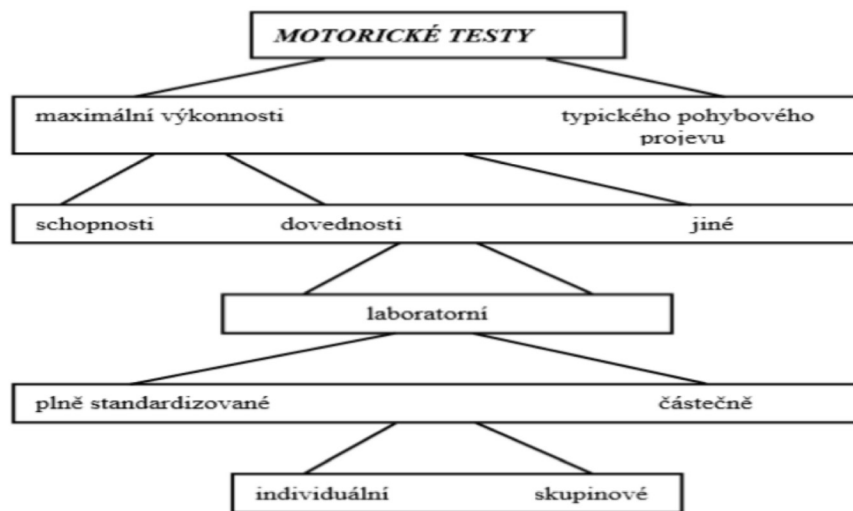 MOTORICKÉ TESTY
maximální výkonnosti typického pohybového
projevu
schopnosti dovednosti jiné
laboratorní
plně standardizované částečně
individuální skupinové